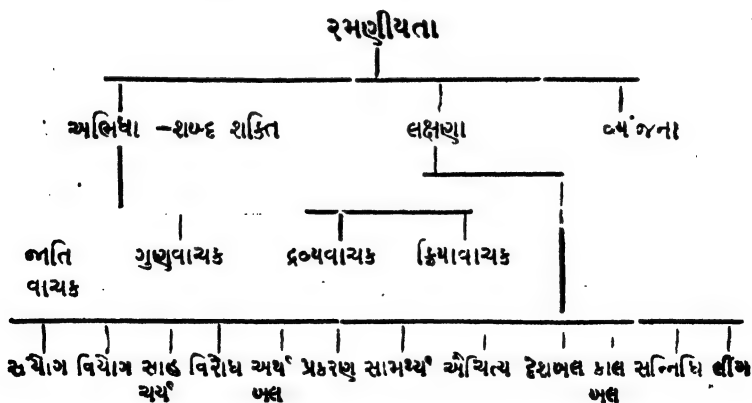 રમણીયતા
અભિધા -શબ્દ શક્તિ લક્ષણા વ્યંજના
જાતિ ગુણવાચક દ્રવ્યવાચક ક્રિયાવાચક
વાચક
સંયોગ વિયોગ સાહ વિરોધ અર્થ પ્રકરણ સામર્થ્ય ઔચિત્ય દેશબલ કાલ સન્નિધિ લીંગ
ચર્ય બલ બલ